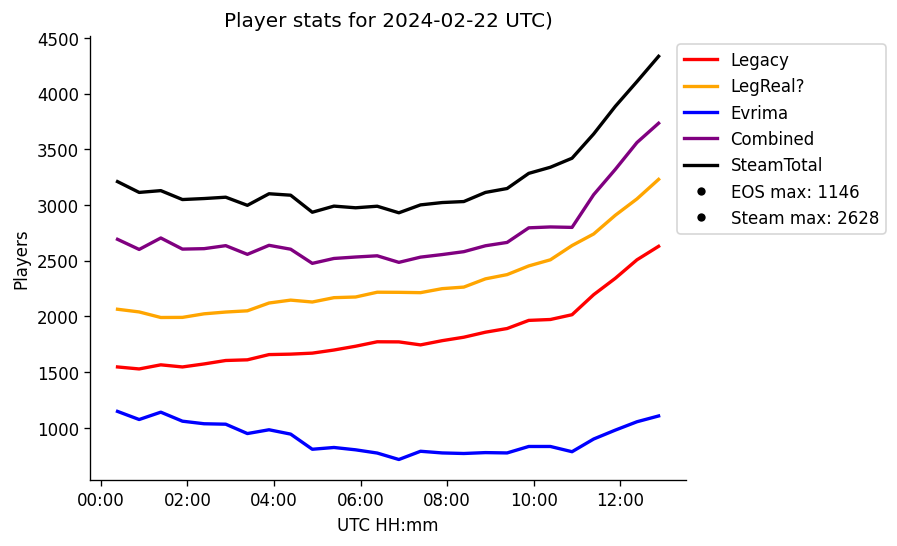 Player stats for 2024-02-22 UTC)
4500
4000
3500
3000
2500
2000
1500
1000
Players
00:00 02:00 04:00 06:00 08:00 10:00 12:00
UTC HH:mm
Legacy
LegReal?
Evrima
Combined
SteamTotal
EOS max: 1146
Steam max: 2628